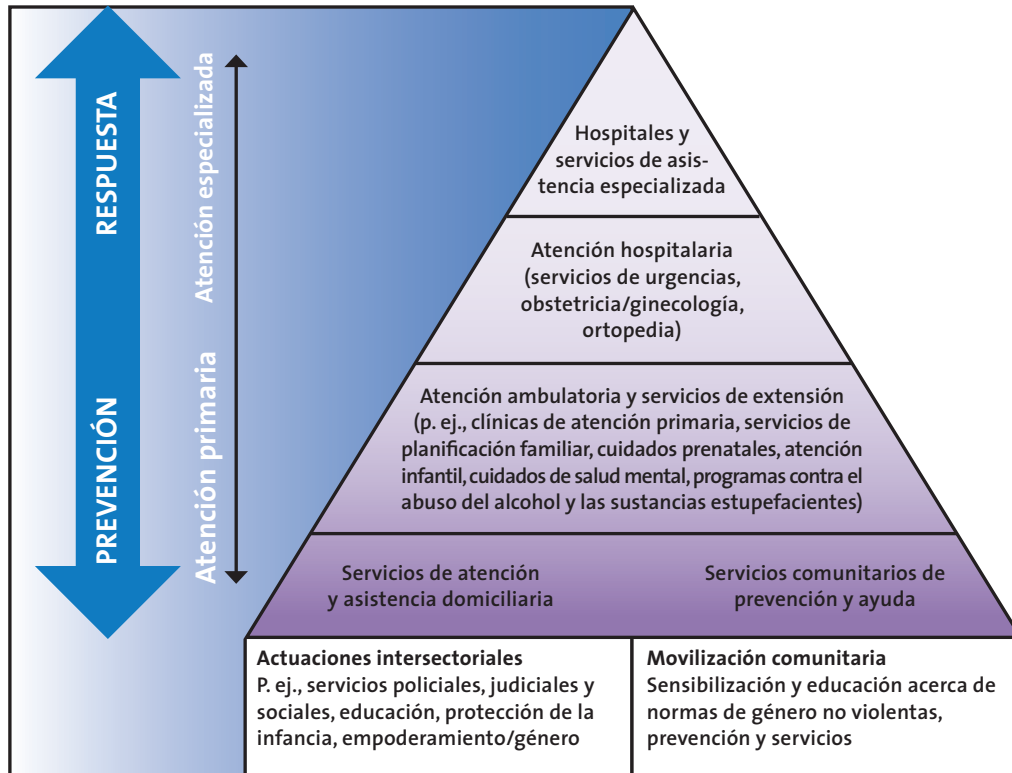 RESPUESTA
PREVENCIÓN
Atención especializada
Atención primaria
Hospitales y
servicios de asis-
tencia especializada
Atención hospitalaria
(servicios de urgencias,
obstetricia/ginecología,
ortopedia)
Atención ambulatoria y servicios de extensión
(p. ej., clínicas de atención primaria, servicios de
planificación familiar, cuidados prenatales, atención
infantil, cuidados de salud mental, programas contra el
abuso del alcohol y las sustancias estupefacientes)
Servicios de atención
y asistencia domiciliaria
Servicios comunitarios de
prevención y ayuda
Actuaciones intersectoriales
P. ej., servicios policiales, judiciales y
sociales, educación, protección de la
infancia, empoderamiento/género
Movilización comunitaria
Sensibilización y educación acerca de
normas de género no violentas,
prevención y servicios